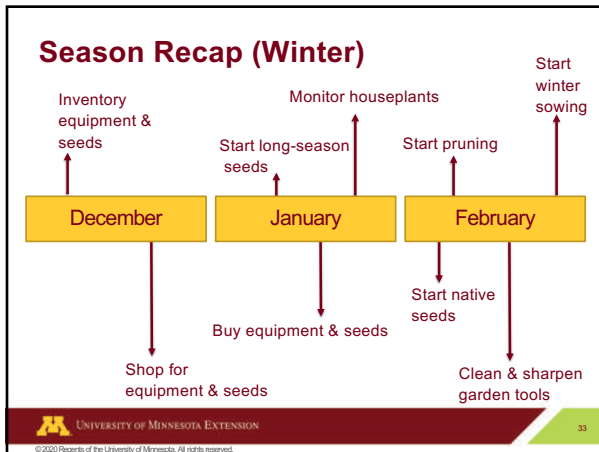 Season Recap (Winter)
Start
winter
sowing
Monitor houseplants
Inventory
equipment &
seeds
Start long-season
seeds
Start pruning
December
January
February
Start native
seeds
Buy equipment & seeds
Shop for
equipment & seeds
Clean & sharpen
garden tools
UNIVERSITY OF MINNESOTA EXTENSION
33
© 2020 Regents of the University of Minnesota. All rights reserved.